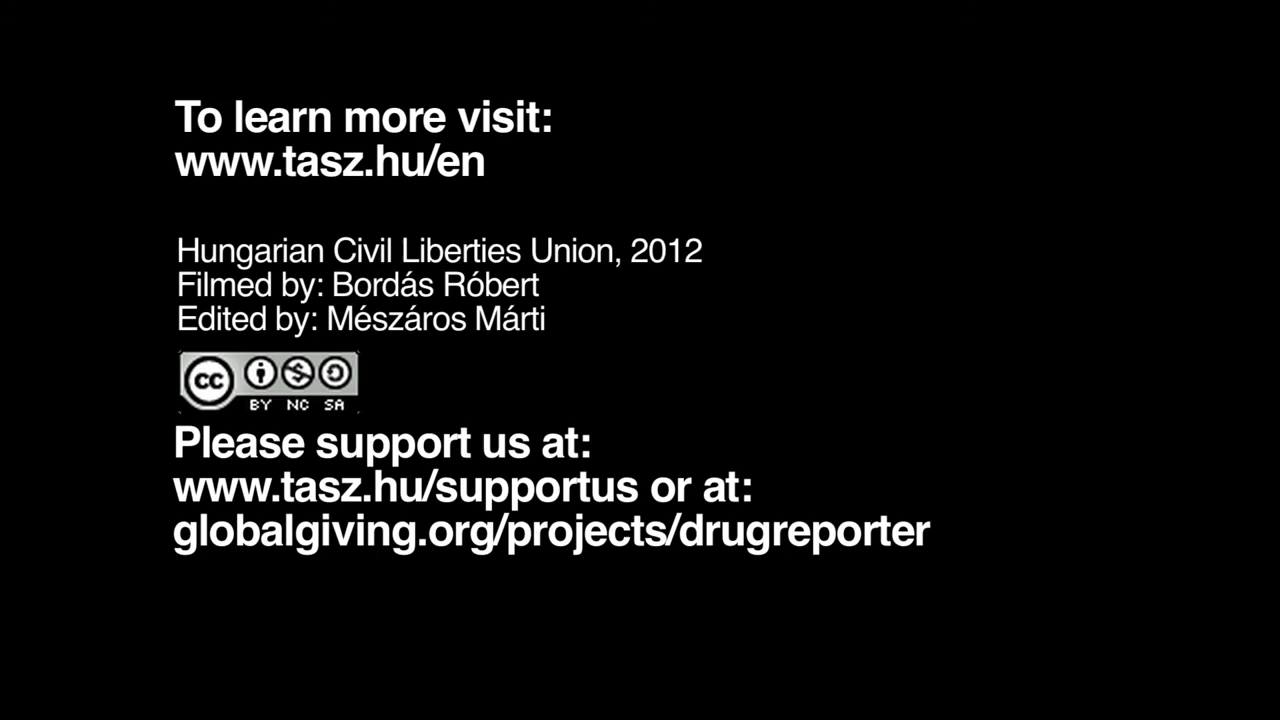 To learn more visit:
www.tasz.hu/en
Hungarian Civil Liberties Union, 2012
Filmed by: Bordás Róbert
Edited by: Mészáros Márti
cc
BY NC SA
Please support us at:
www.tasz.hu/supportus or at:
globalgiving.org/projects/drugreporter